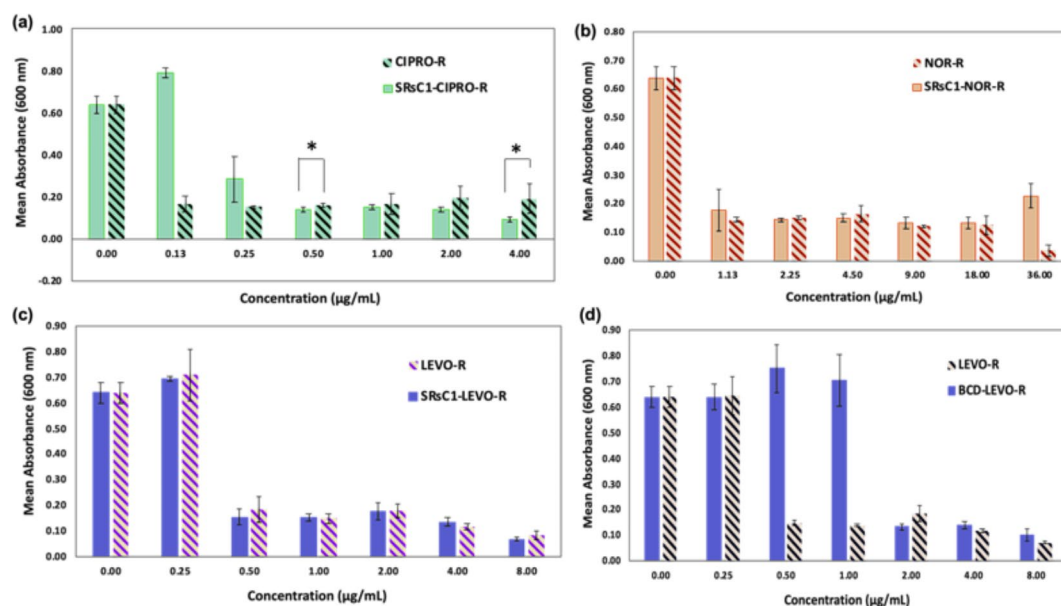 (a)
Mean Absorbance (600 nm)
1.00
0.80
0.60
0.40
0.20
0.00
-0.20
CIPRO-R
SRsC1-CIPRO-R
* *
0.00 0.13 0.25 0.50 1.00 2.00 4.00
Concentration (µg/mL)
(b)
Mean Absorbance (600 nm)
0.80
0.70
0.60
0.50
0.40
0.30
0.20
0.10
0.00
NOR-R
SRsC1-NOR-R
0.00 1.13 2.25 4.50 9.00 18.00 36.00
Concentration (µg/mL)
(c)
Mean Absorbance (600 nm)
0.90
0.80
0.70
0.60
0.50
0.40
0.30
0.20
0.10
0.00
LEVO-R
SRsC1-LEVO-R
0.00 0.25 0.50 1.00 2.00 4.00 8.00
Concentration (µg/mL)
(d)
Mean Absorbance (600 nm)
0.90
0.80
0.70
0.60
0.50
0.40
0.30
0.20
0.10
0.00
LEVO-R
BCD-LEVO-R
0.00 0.25 0.50 1.00 2.00 4.00 8.00
Concentration (µg/mL)